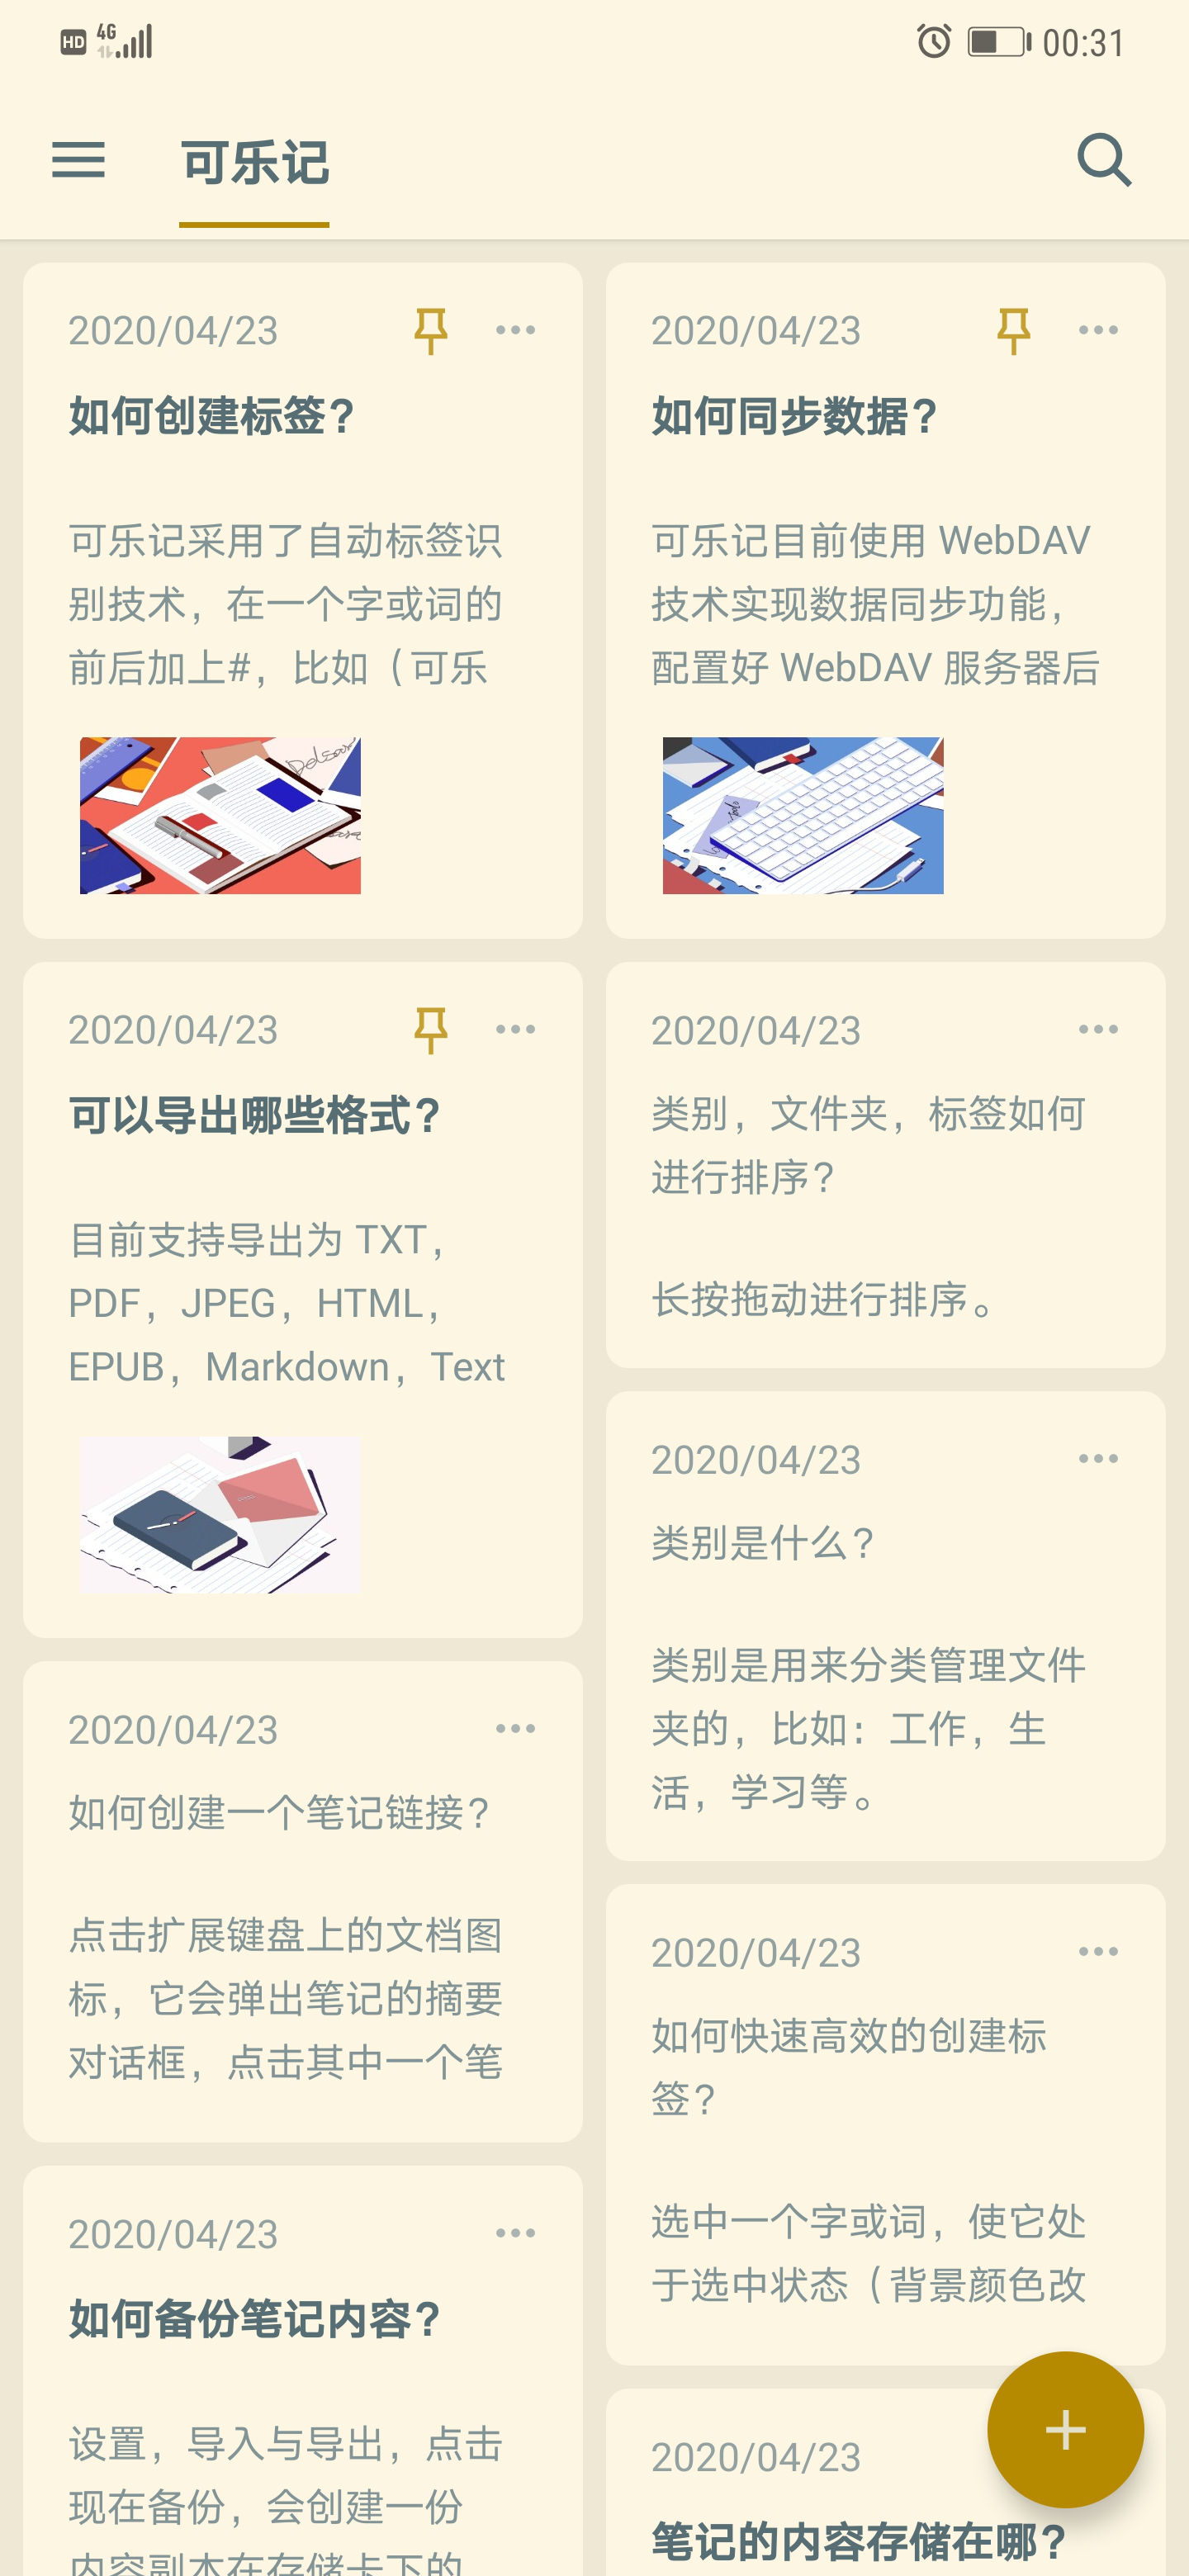 HD 4G 00:31
可乐记
2020/04/23
如何创建标签？
可乐记采用了自动标签识
别技术，在一个字或词的
前后加上#，比如（可乐
2020/04/23
如何同步数据？
可乐记目前使用 WebDAV
技术实现数据同步功能，
配置好 WebDAV 服务器后
2020/04/23
可以导出哪些格式？
目前支持导出为 TXT，
PDF，JPEG，HTML，
EPUB，Markdown，Text
2020/04/23
类别，文件夹，标签如何
进行排序？
长按拖动进行排序。
2020/04/23
类别是什么？
类别是用来分类管理文件
夹的，比如：工作，生
活，学习等。
2020/04/23
如何创建一个笔记链接？
点击扩展键盘上的文档图
标，它会弹出笔记的摘要
对话框，点击其中一个笔
2020/04/23
如何快速高效的创建标
签？
选中一个字或词，使它处
于选中状态（背景颜色改
2020/04/23
如何备份笔记内容？
设置，导入与导出，点击
现在备份，会创建一份
内容副本在存储卡下的
2020/04/23
笔记的内容存储在哪？